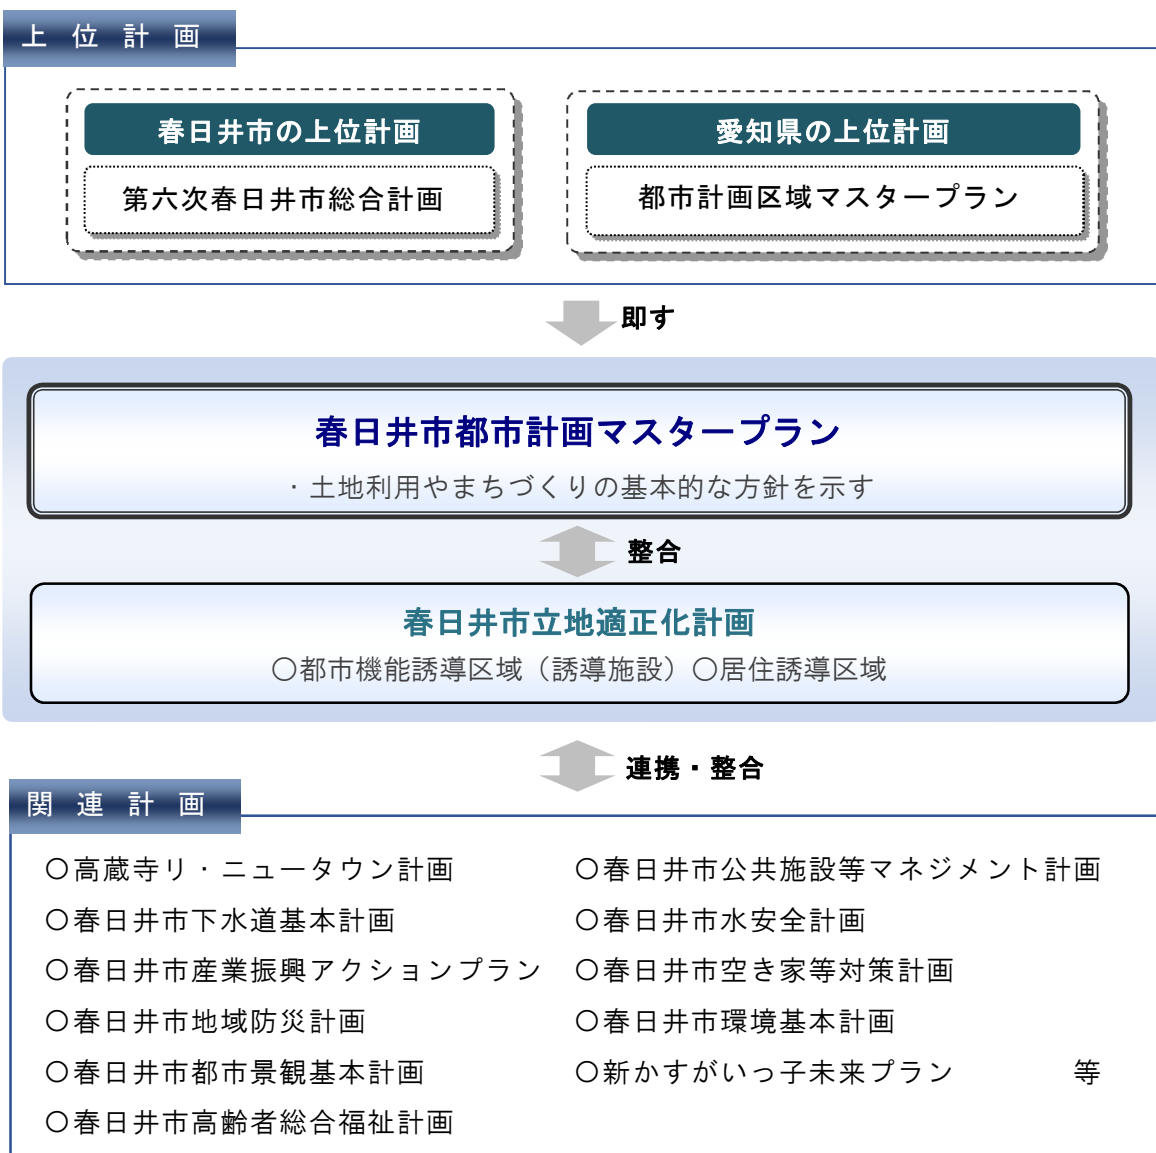 上位計画
春日井市の上位計画
第六次春日井市総合計画
愛知県の上位計画
都市計画区域マスタープラン
即す
春日井市都市計画マスタープラン
・土地利用やまちづくりの基本的な方針を示す
整合
春日井市立地適正化計画
〇都市機能誘導区域（誘導施設）〇居住誘導区域
連携・整合
関連計画
〇高蔵寺リ・ニュータウン計画
〇春日井市下水道基本計画
〇春日井市産業振興アクションプラン
〇春日井市地域防災計画
〇春日井市都市景観基本計画
〇春日井市高齢者総合福祉計画
〇春日井市公共施設等マネジメント計画
〇春日井市水安全計画
〇春日井市空き家等対策計画
〇春日井市環境基本計画
〇新かすがいっ子未来プラン 等